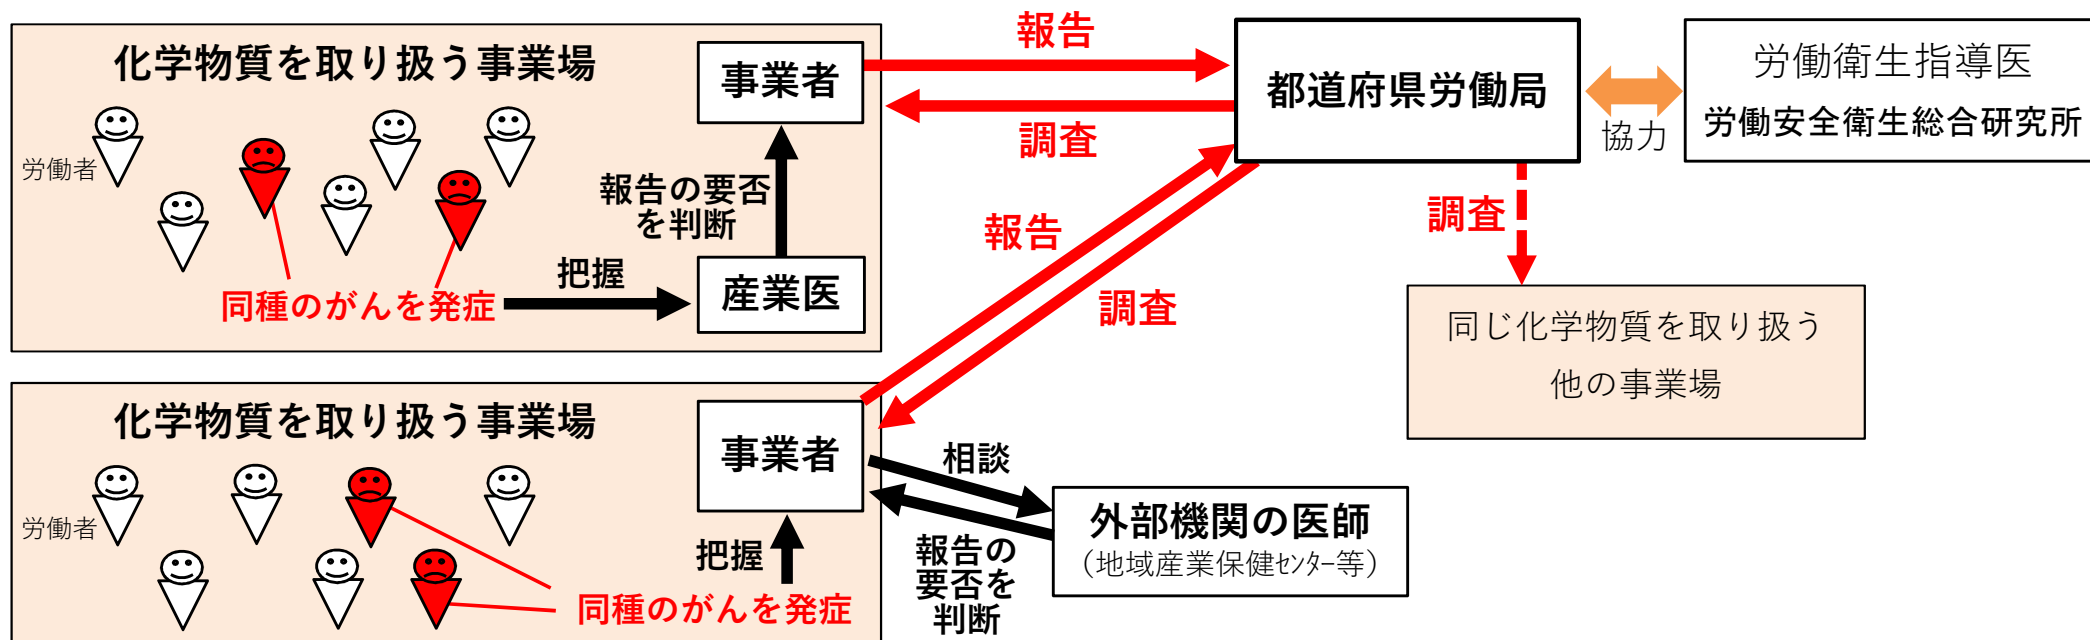 化学物質を取り扱う事業場
労働者
同種のがんを発症
把握
産業医
報告の要否
を判断
事業者
報告
調査
都道府県労働局
協力
労働衛生指導医
労働安全衛生総合研究所
調査
同じ化学物質を取り扱う
他の事業場
化学物質を取り扱う事業場
労働者
同種のがんを発症
把握
事業者
報告
調査
相談
外部機関の医師
（地域産業保健ｾﾝﾀｰ等）
報告の
要否を
判断